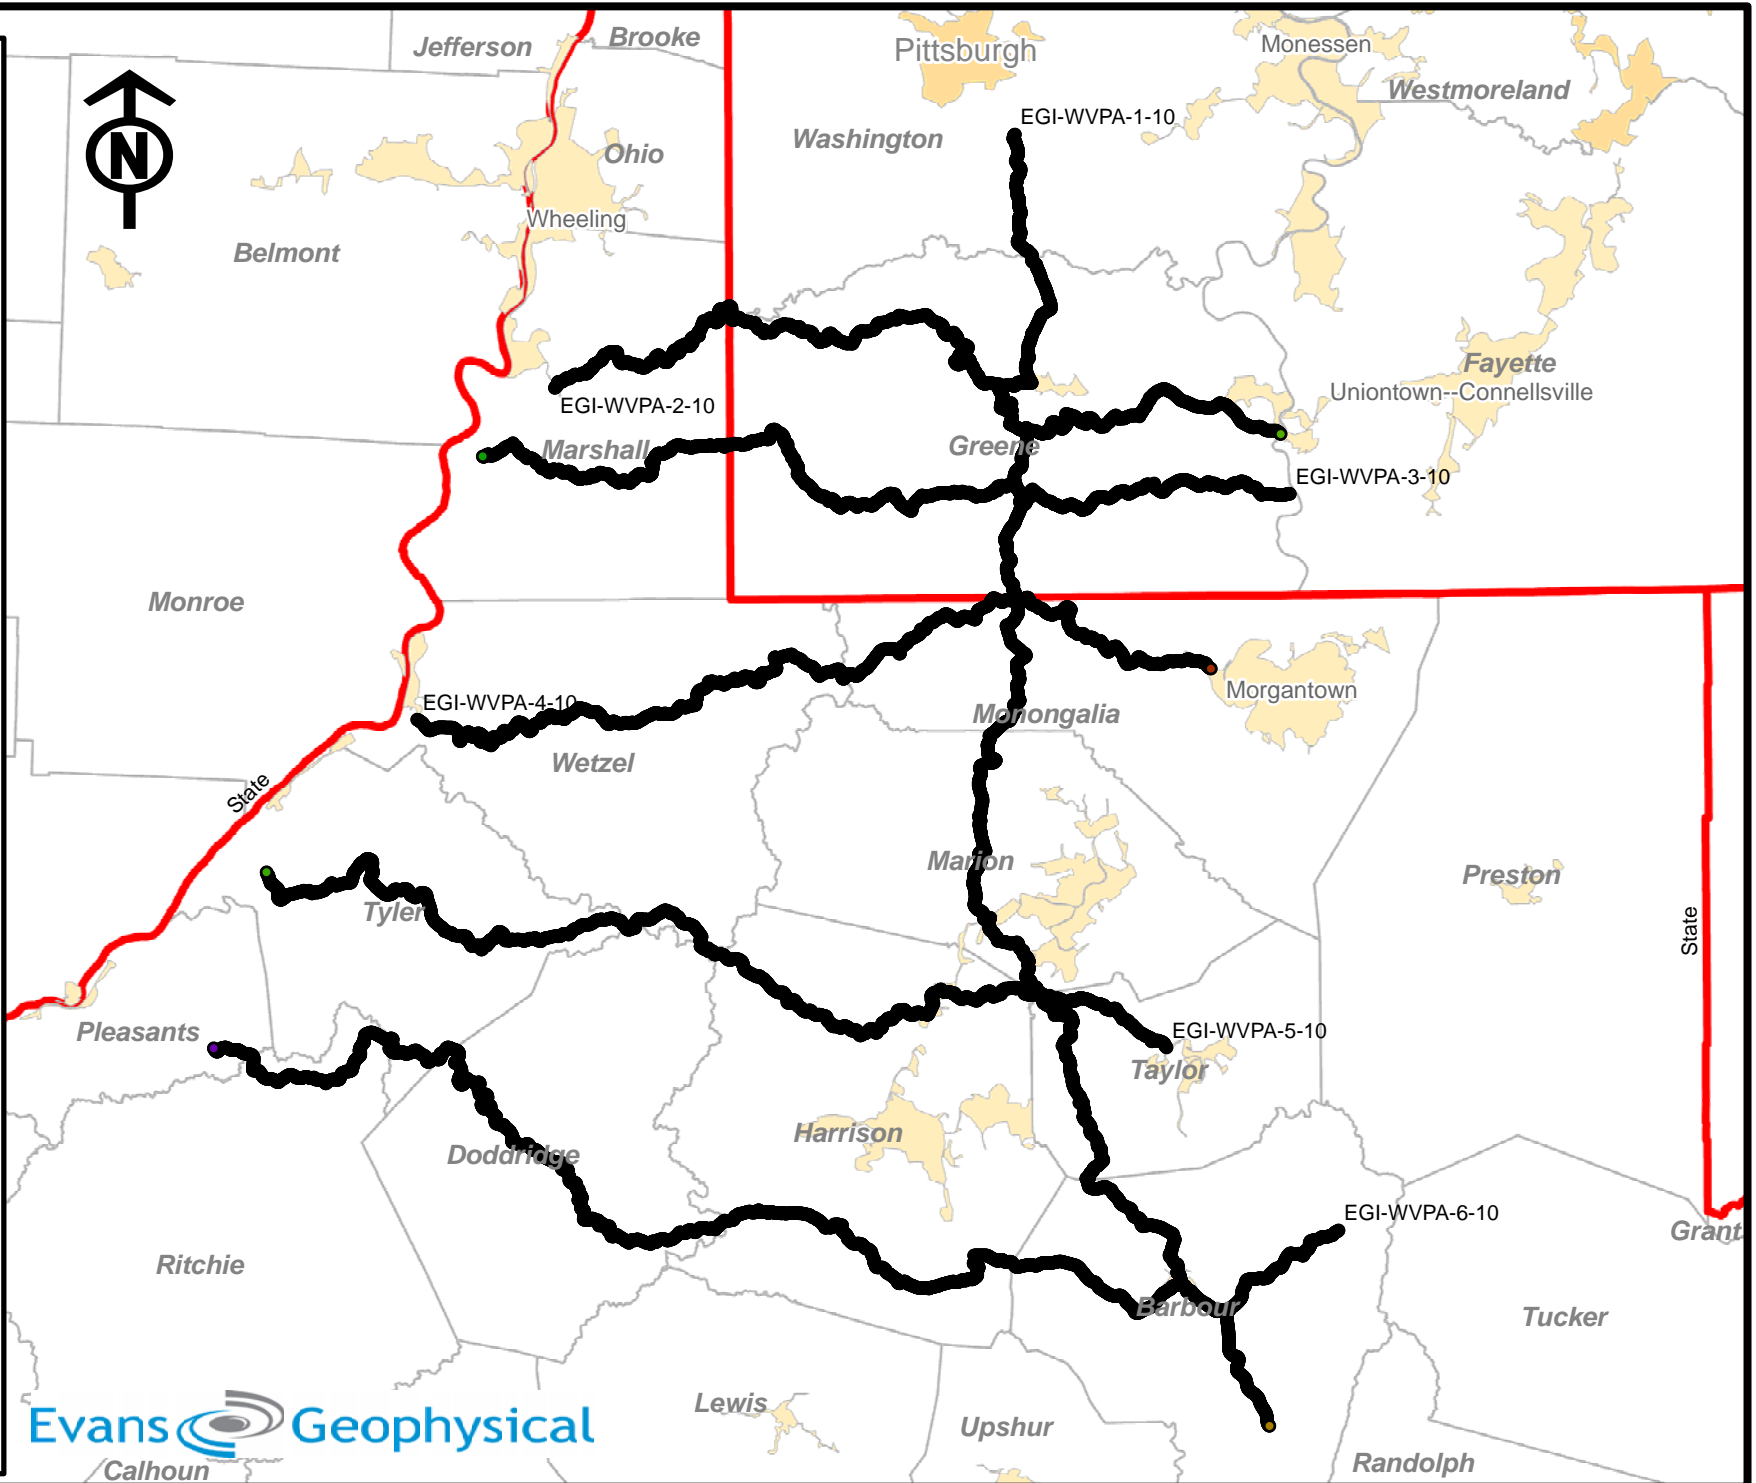 Jefferson
Brooke
Pittsburgh
Monessen
Westmoreland
EGI-WVPA-1-10
Washington
N
Ohio
Wheeling
Belmont
Fayette
Uniontown--Connellsville
EGI-WVPA-2-10
Marshall
Greene
EGI-WVPA-3-10
Monroe
Morgantown
EGI-WVPA-4-10
Monongalia
Wetzel
State
Marion
Preston
Tyler
State
Pleasants
EGI-WVPA-5-10
Taylor
Harrison
Doddridge
EGI-WVPA-6-10
Grant
Ritchie
Barbour
Tucker
Lewis
Upshur
Evans Geophysical
Randolph
Calhoun